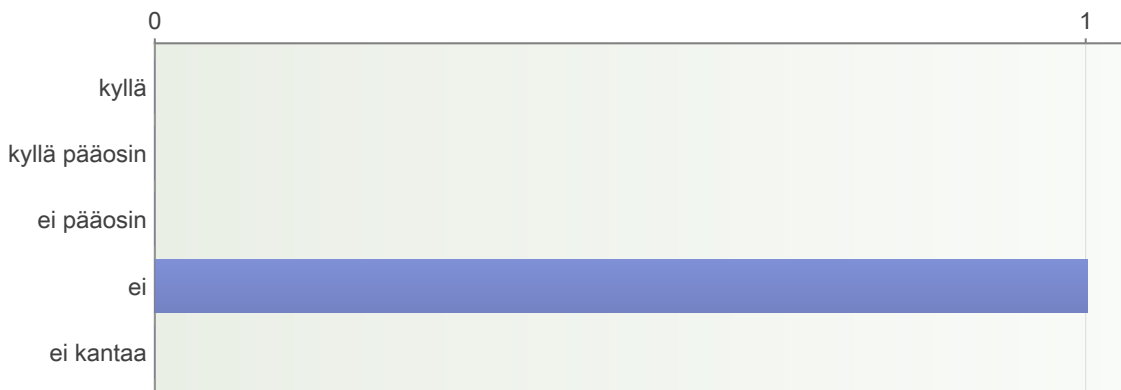 0 1
kyllä
kyllä pääosin
ei pääosin
ei
ei kantaa